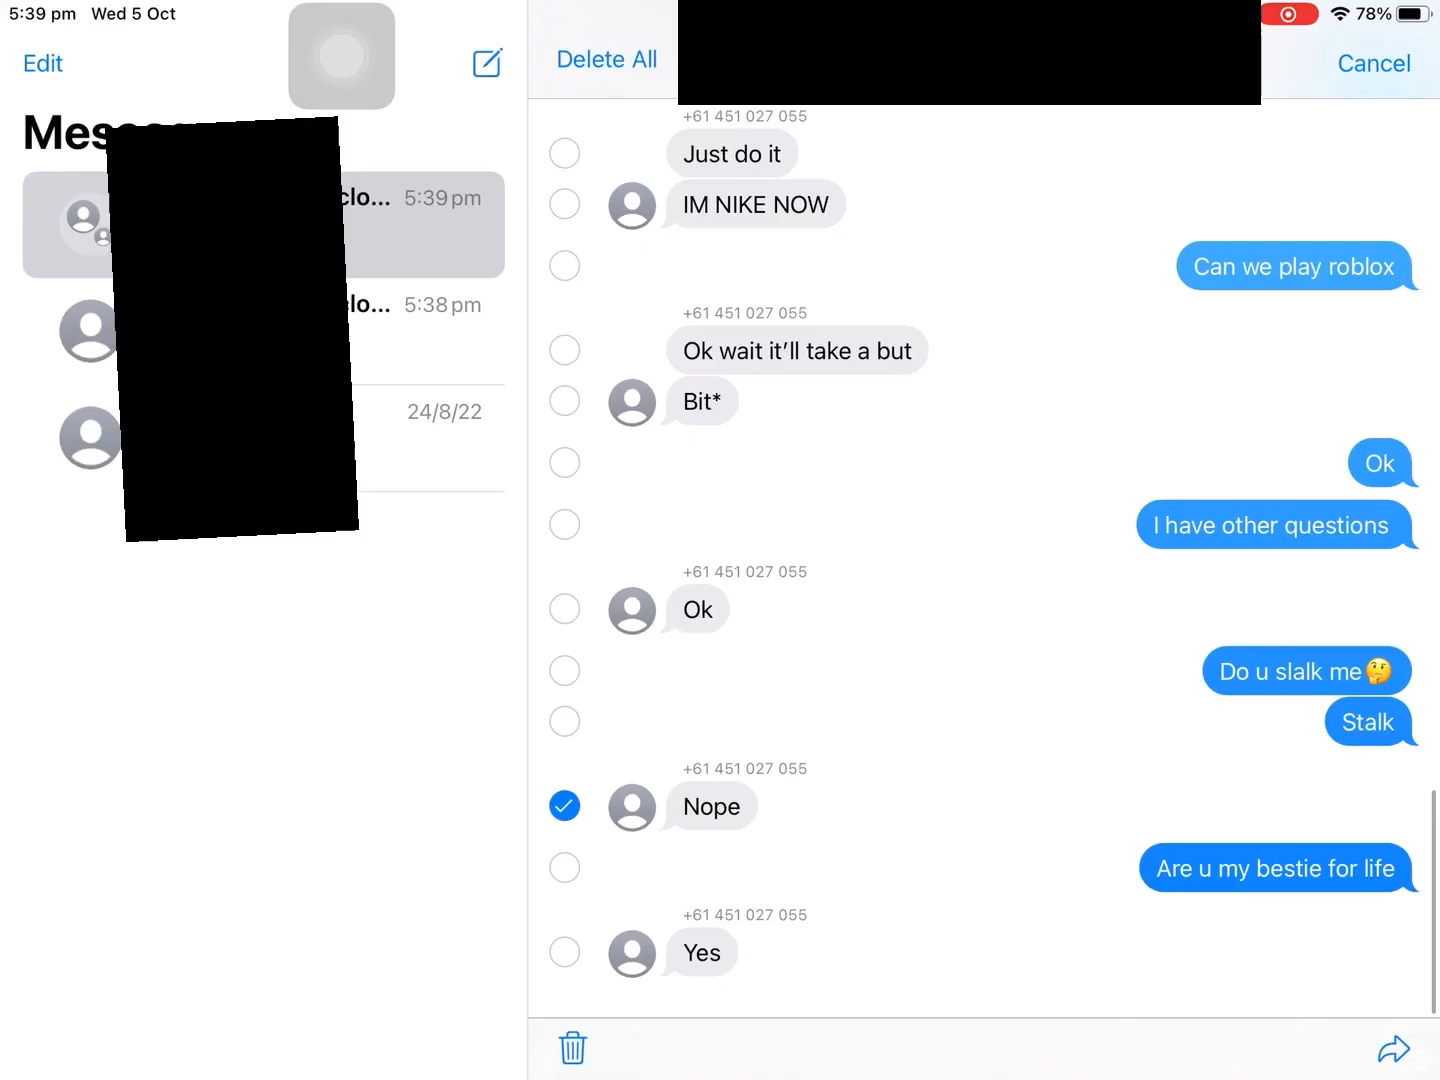 5:39 pm Wed 5 Oct
78%
Edit
Delete All
Cancel
clo... 5:39 pm
clo... 5:38 pm
24/8/22
+61 451 027 055
Just do it
IM NIKE NOW
Can we play roblox
+61 451 027 055
Ok wait it’ll take a but
Bit*
Ok
I have other questions
+61 451 027 055
Ok
Do u slalk me🤔
Stalk
+61 451 027 055
Nope
Are u my bestie for life
+61 451 027 055
Yes